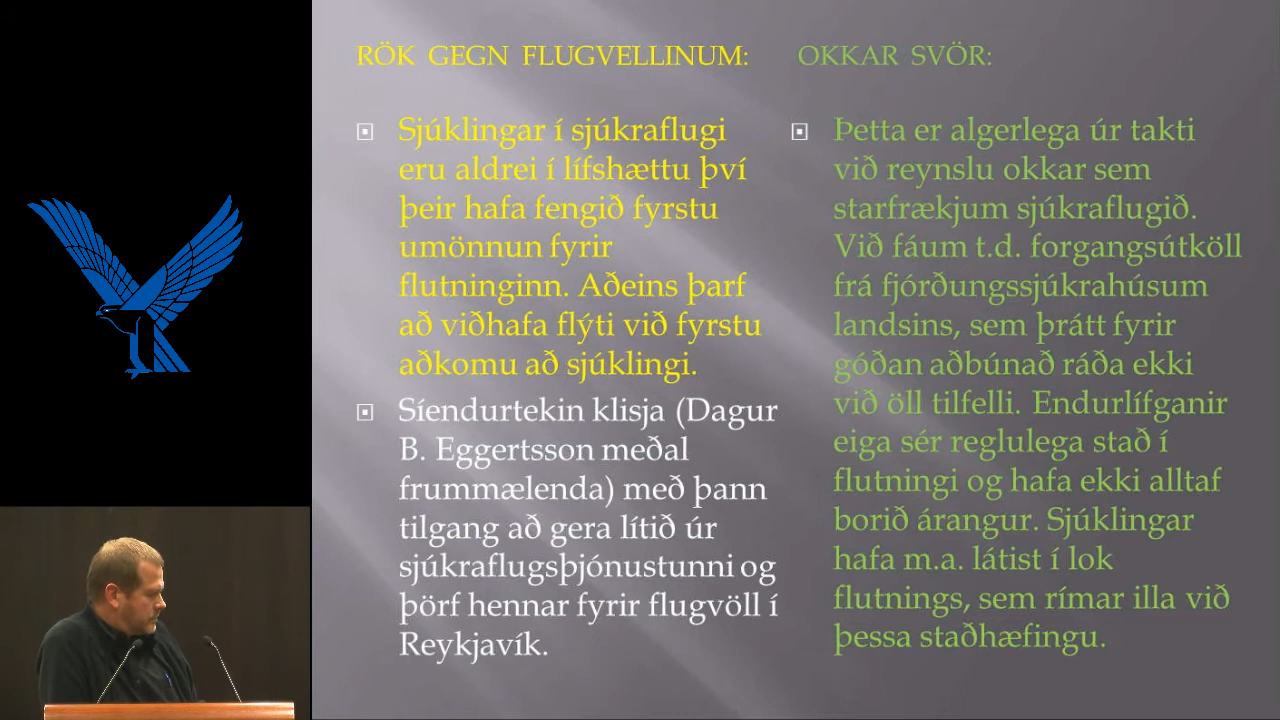 RÖK GEGN FLUGVELLINUM:
Sjúklingar í sjúkraflugi
eru aldrei í lífshættu því
þeir hafa fengið fyrstu
umönnun fyrir
flutninginn. Aðeins þarf
að viðhafa flýti við fyrstu
aðkomu að sjúklingi.
Síendurtekin klisja (Dagur
B. Eggertsson meðal
frummælenda) með þann
tilgang að gera lítið úr
sjúkraflugsþjónustunni og
þörf hennar fyrir flugvöll í
Reykjavík.
OKKAR SVÖR:
Þetta er algerlega úr takti
við reynslu okkar sem
starfrækjum sjúkraflugið.
Við fáum t.d. forgangsútköll
frá fjórðungssjúkrahúsum
landsins, sem þrátt fyrir
góðan aðbúnað ráða ekki
við öll tilfelli. Endurlífganir
eiga sér reglulega stað í
flutningi og hafa ekki alltaf
borið árangur. Sjúklingar
hafa m.a. látist í lok
flutnings, sem rímar illa við
þessa staðhæfingu.